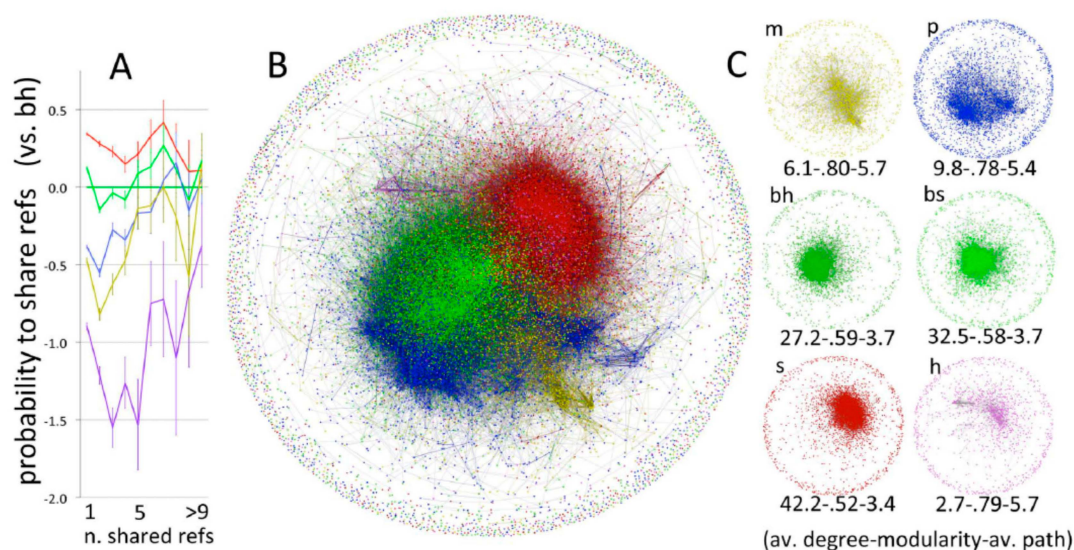 A
B
C
probability to share refs (vs. bh)
0.5
0.0
-0.5
-1.0
-1.5
-2.0
1 5 >9
n. shared refs
m
6.1-.80-5.7
p
9.8-.78-5.4
bh
27.2-.59-3.7
bs
32.5-.58-3.7
s
42.2-.52-3.4
h
2.7-.79-5.7
(av. degree-modularity-av. path)